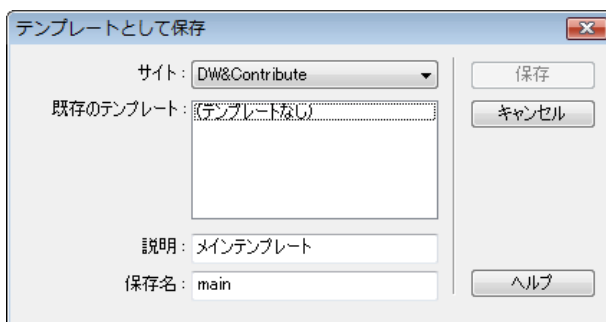 テンプレートとして保存
サイト： DW&Contribute 保存
既存のテンプレート： (テンプレートなし) キャンセル
説明： メインテンプレート
保存名： main ヘルプ